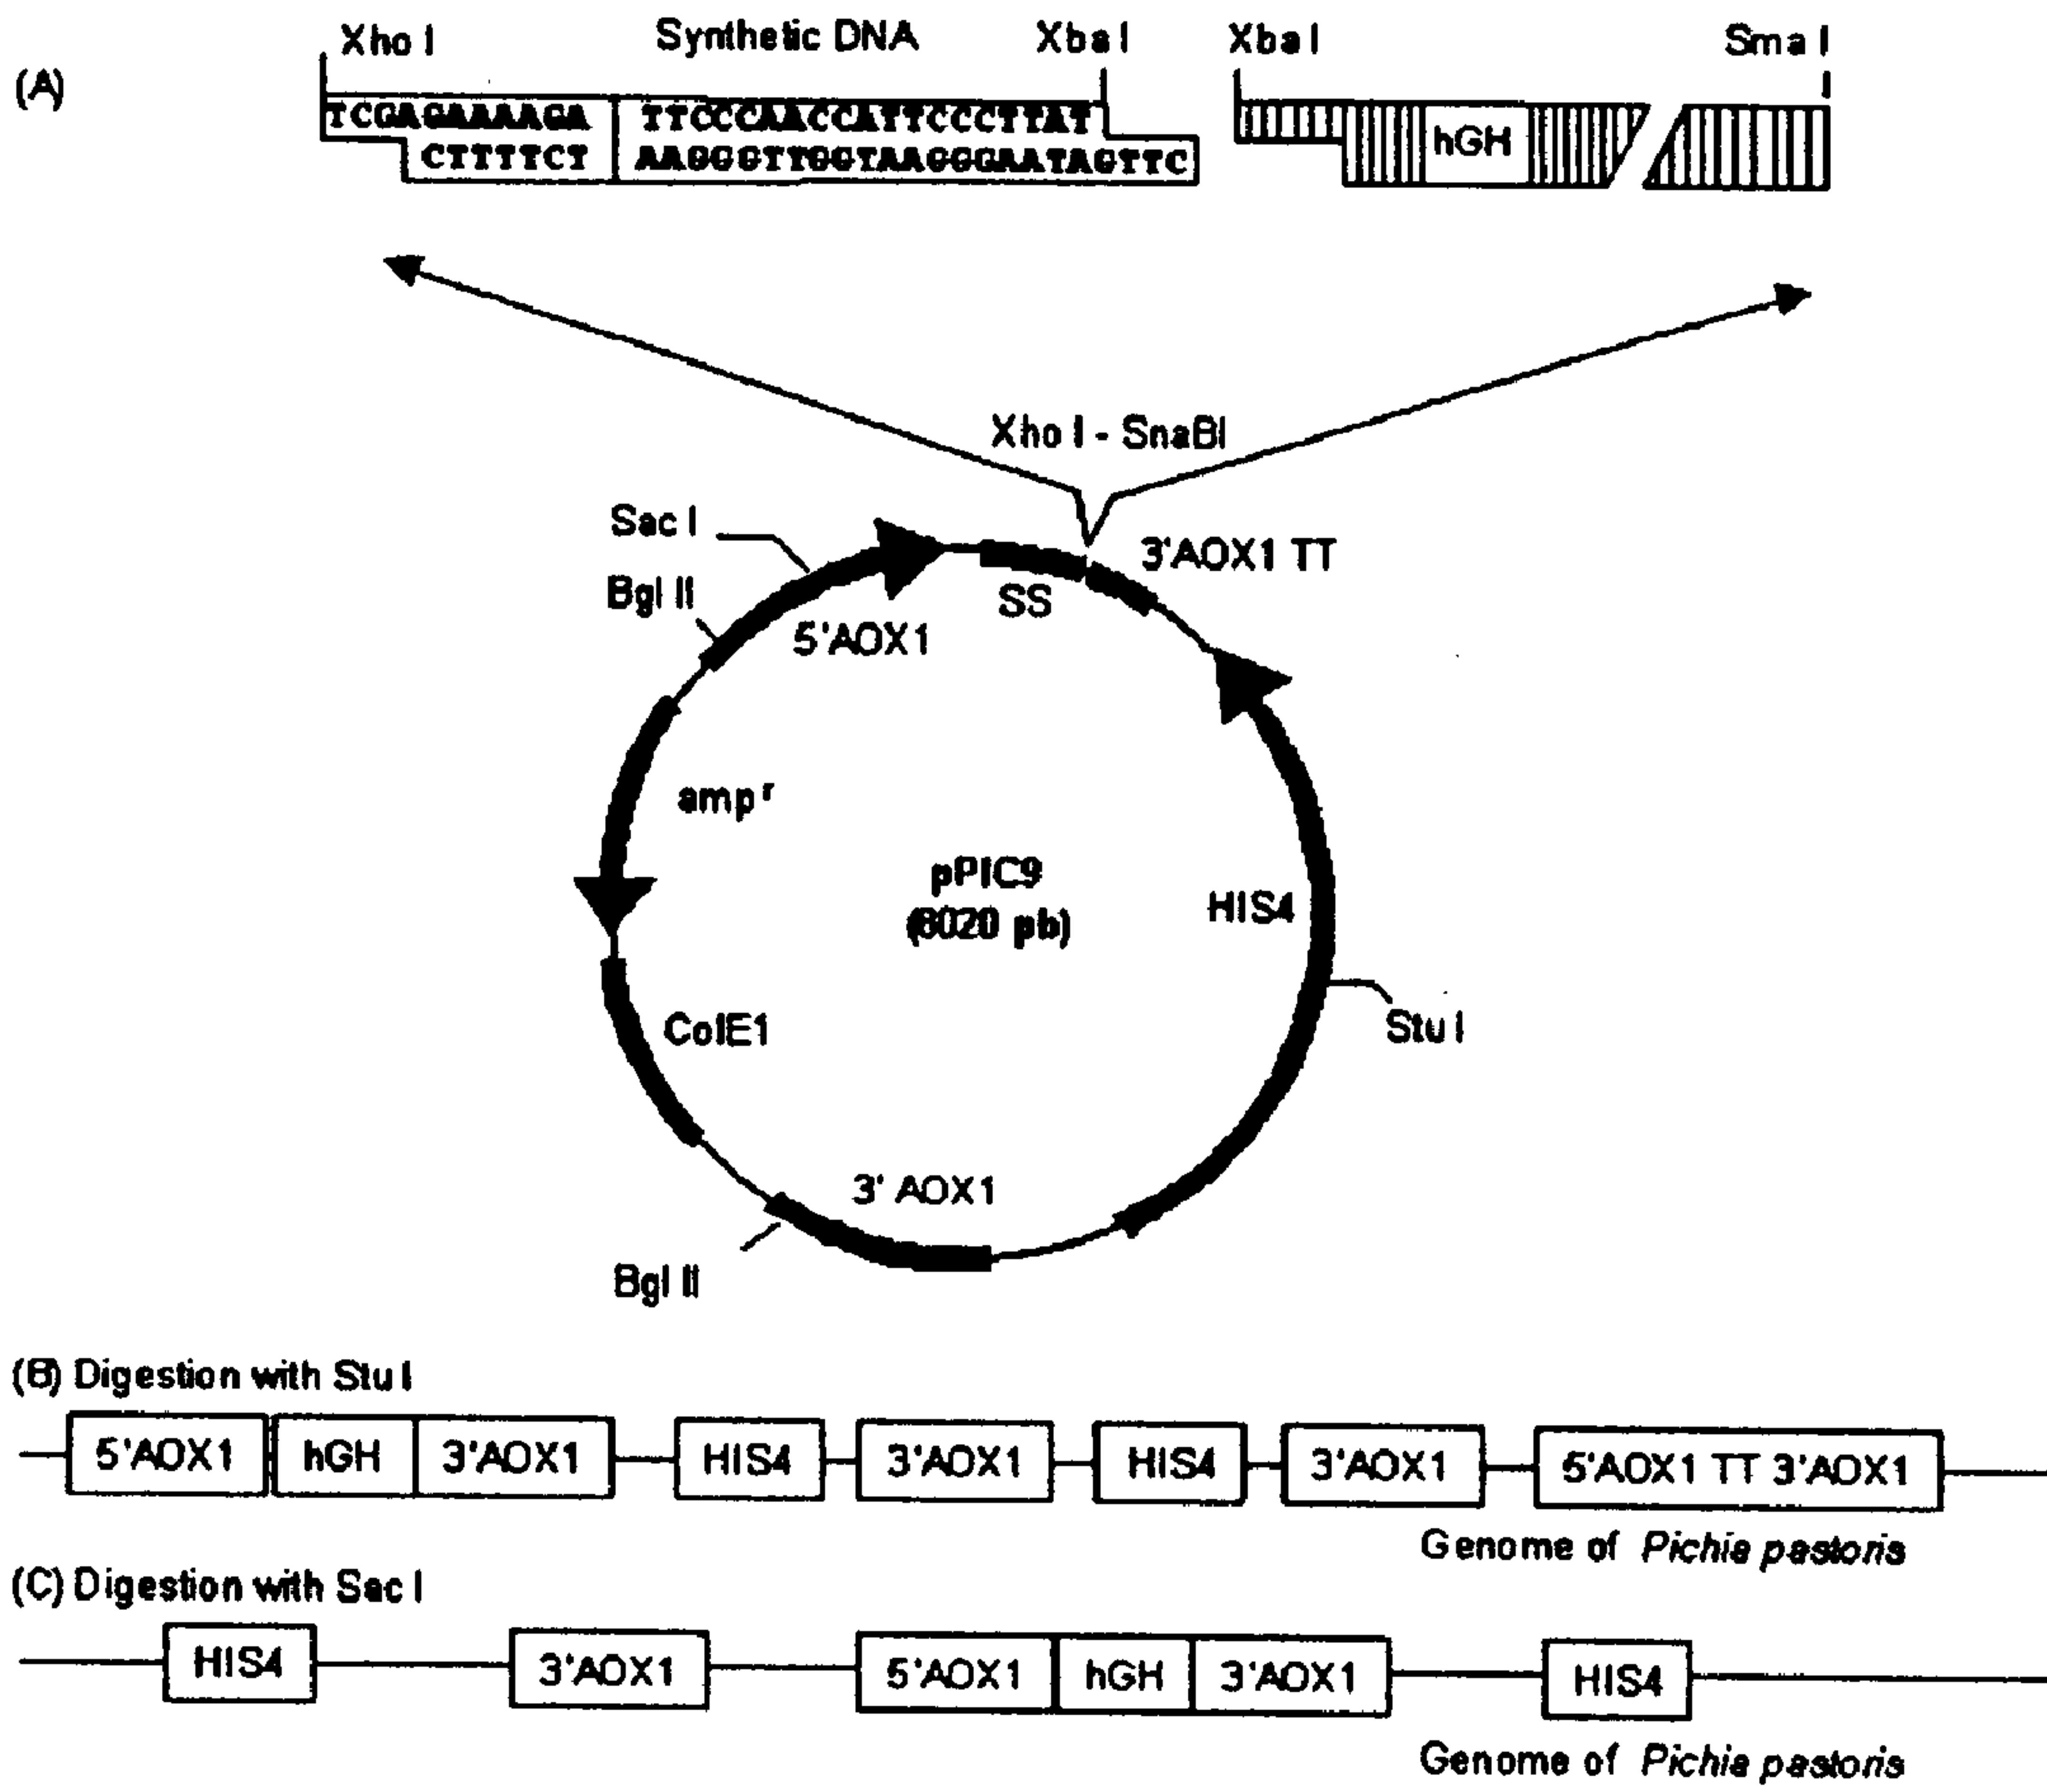 (A)
Xho I Synthetic DNA Xba I Xba I Sma I
TCGAGAAAAGA TTCCCAACCATTCCCTTAT
CTTTTCT AAGGGTTGGTAAGGGAATAGTTC
hGH
Xho I - SnaBI
Sac I
3'AOX1 TT
Bgl II
SS
5'AOX1
amp r
pPIC9
(8020 pb)
HIS4
Stu I
ColE1
3' AOX1
Bgl II
(B) Digestion with Stu I
5'AOX1 hGH 3'AOX1 HIS4 3'AOX1 HIS4 3'AOX1 5'AOX1 TT 3'AOX1
Genome of Pichia pastoris
(C) Digestion with Sac I
HIS4 3'AOX1 5'AOX1 hGH 3'AOX1 HIS4
Genome of Pichia pastoris